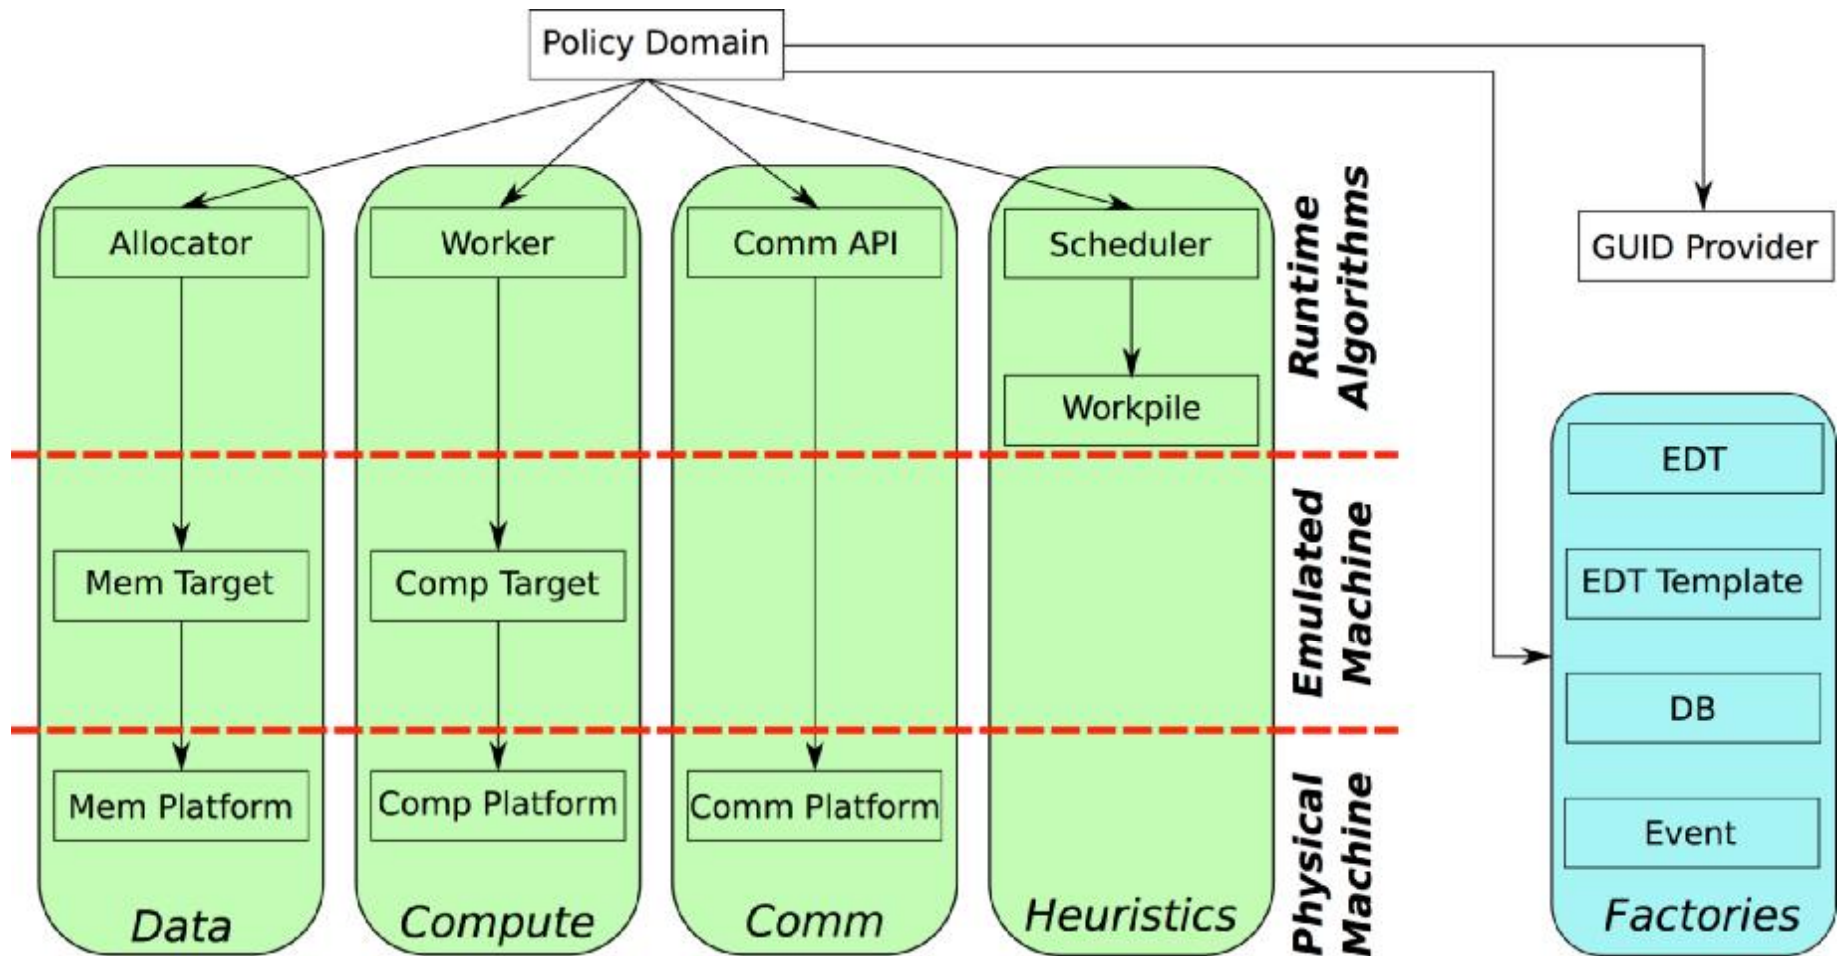 Policy Domain
Allocator
Worker
Comm API
Scheduler
Runtime
Algorithms
GUID Provider
Workpile
EDT
Mem Target
Comp Target
Emulated
Machine
EDT Template
DB
Mem Platform
Comp Platform
Comm Platform
Physical
Machine
Event
Data
Compute
Comm
Heuristics
Factories